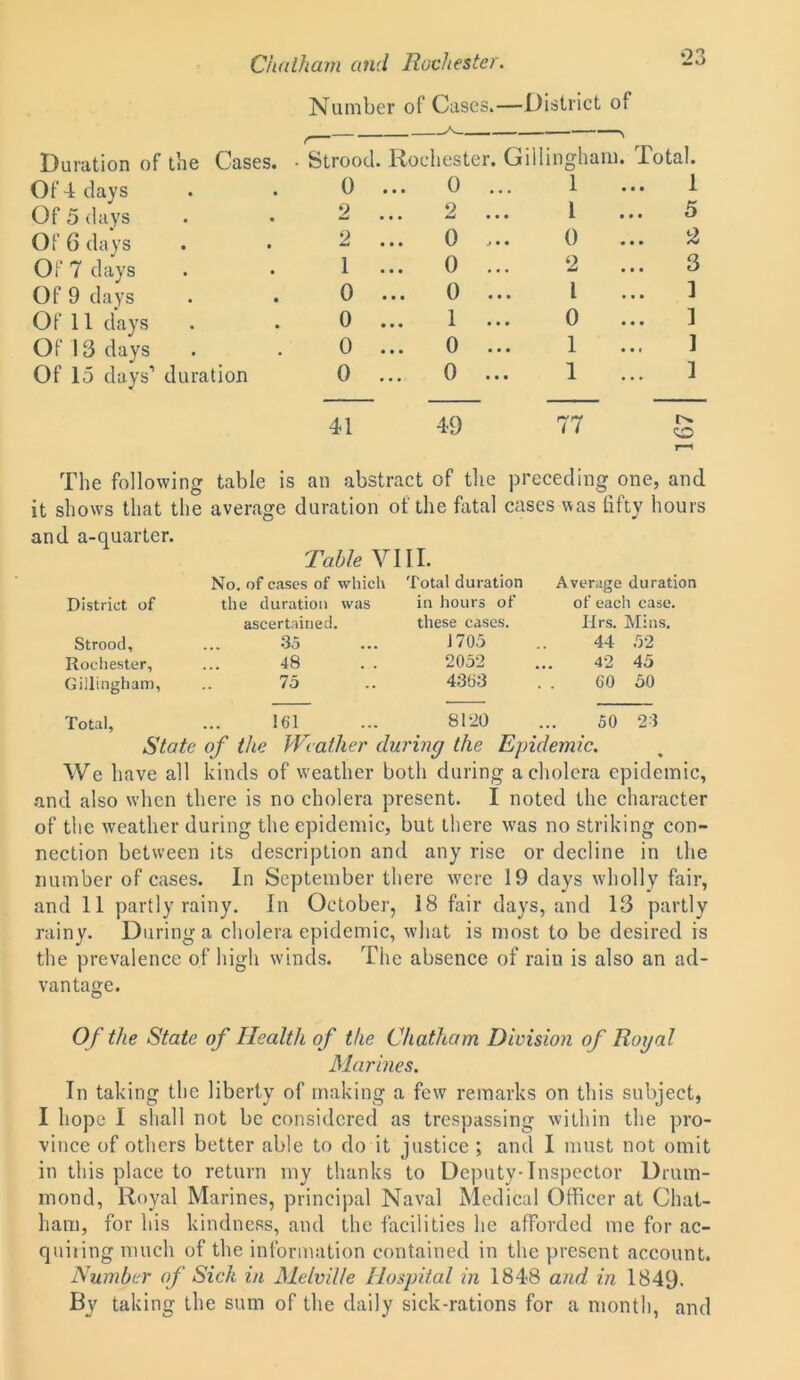 Chatham and Rochester. 23
Number of Cases.—District of
Duration of the Cases. Strood. Rochester. Gillingham. Total.
Of 4 days . . 0 ... 0 ... 1 ... 1
Of 5 days . . 2 ... 2 ... 1 ... 5
Of 6 days . . 2 ... 0 ... 0 ... 2
Of 7 days . . 1 ... 0 ... 2 ... 3
Of 9 days . . 0 ... 0 ... 1 ... 1
Of 11 days . . 0 ... 1 ... 0 ... 1
Of 13 days . . 0 ... 0 ... 1 ... 1
Of 15 days' duration 0 ... 0 ... 1 ... 1
41 49 77 167
The following table is an abstract of the preceding one, and
it shows that the average duration of the fatal cases was fifty hours
and a-quarter.
Table VIII.
No. of cases of which Total duration Average duration
District of the duration was in hours of of each case.
ascertained. these cases. Hrs. Mins.
Strood, ... 35 ... 1705 .. 44 52
Rochester, ... 48 . . 2052 ... 42 45
Gillingham, .. 75 .. 4363 . . 60 50
Total, ... 161 ... 8120 ... 50 23
State of the Weather during the Epidemic.
We have all kinds of weather both during a cholera epidemic,
and also when there is no cholera present. I noted the character
of the weather during the epidemic, but there was no striking con-
nection between its description and any rise or decline in the
number of cases. In September there were 19 days wholly fair,
and 11 partly rainy. In October, 18 fair days, and 13 partly
rainy. During a cholera epidemic, what is most to be desired is
the prevalence of high winds. The absence of rain is also an ad-
vantage.
Of the State of Health of the Chatham Division of Royal
Marines.
In taking the liberty of making a few remarks on this subject,
I hope I shall not be considered as trespassing within the pro-
vince of others better able to do it justice ; and I must not omit
in this place to return my thanks to Deputy-Inspector Drum-
mond, Royal Marines, principal Naval Medical Officer at Chat-
ham, for his kindness, and the facilities he afforded me for ac-
quiring much of the information contained in the present account.
Number of Sick in Melville Hospital in 1848 and in 1849.
By taking the sum of the daily sick-rations for a month, and